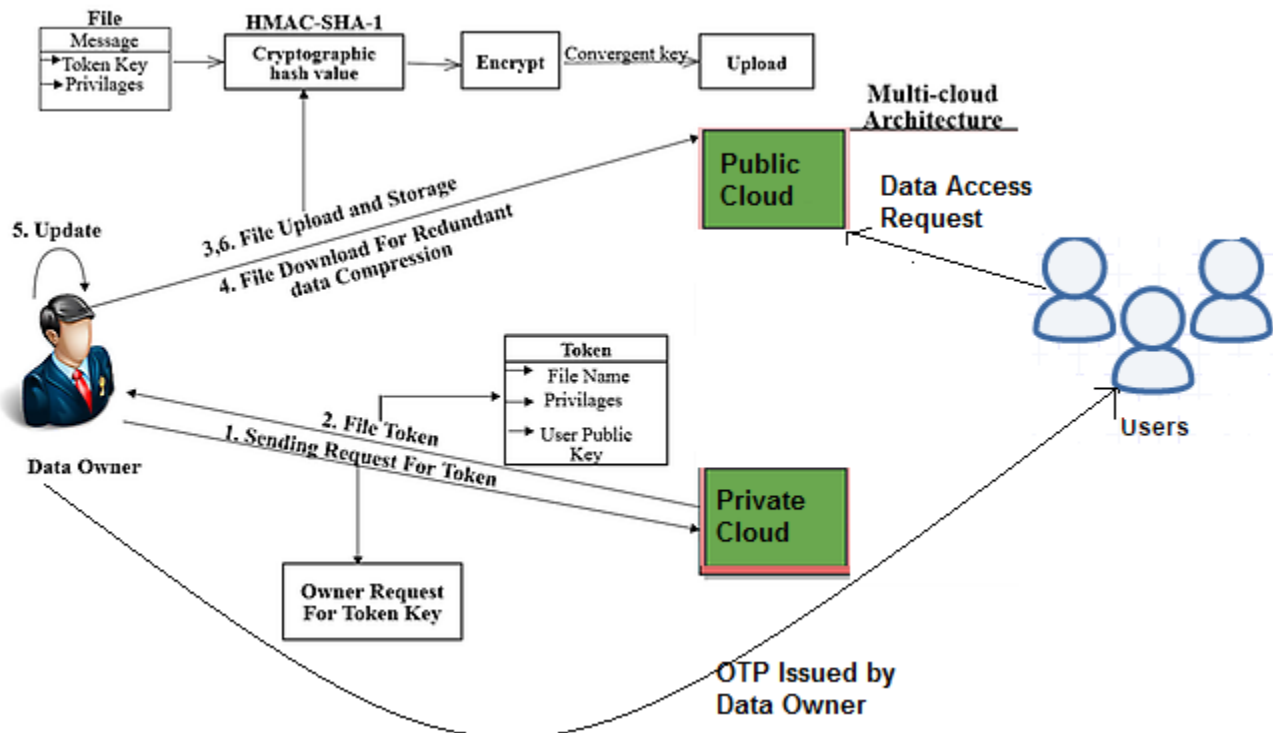 File
Message
Token Key
Privilages
HMAC-SHA-1
Cryptographic
hash value
Encrypt
Convergent key
Upload
Multi-cloud
Architecture
Public
Cloud
Data Access
Request
5. Update
3,6. File Upload and Storage
4. File Download For Redundant
data Compression
Token
File Name
Privilages
User Public
Key
2. File Token
1. Sending Request For Token
Data Owner
Users
Private
Cloud
Owner Request
For Token Key
OTP Issued by
Data Owner